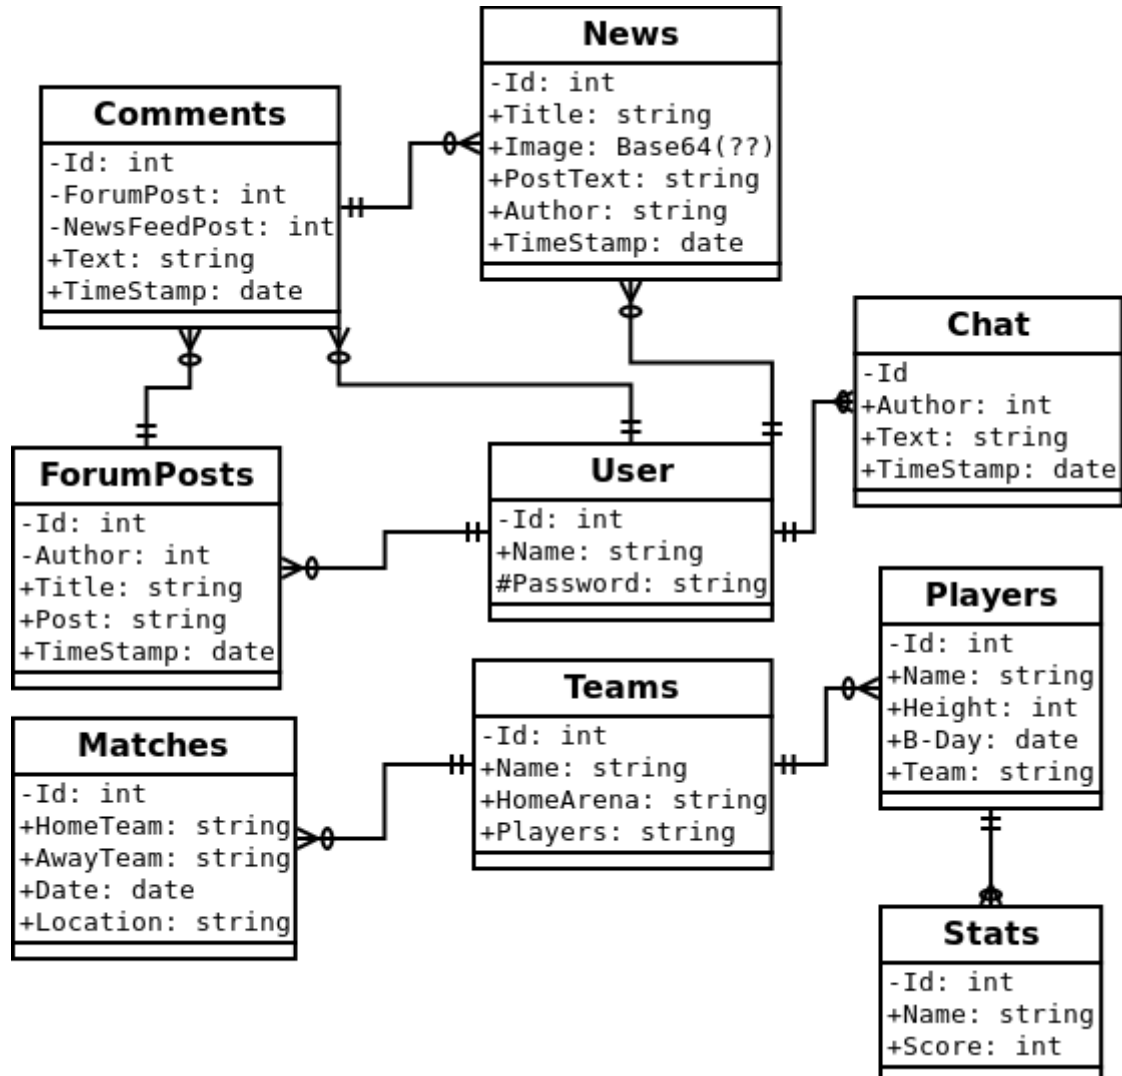 News
-Id: int
+Title: string
+Image: Base64(??)
+PostText: string
+Author: string
+TimeStamp: date
Comments
-Id: int
-ForumPost: int
-NewsFeedPost: int
+Text: string
+TimeStamp: date
Chat
-Id
+Author: int
+Text: string
+TimeStamp: date
ForumPosts
-Id: int
-Author: int
+Title: string
+Post: string
+TimeStamp: date
User
-Id: int
+Name: string
#Password: string
Players
-Id: int
+Name: string
+Height: int
+B-Day: date
+Team: string
Teams
-Id: int
+Name: string
+HomeArena: string
+Players: string
Matches
-Id: int
+HomeTeam: string
+AwayTeam: string
+Date: date
+Location: string
Stats
-Id: int
+Name: string
+Score: int